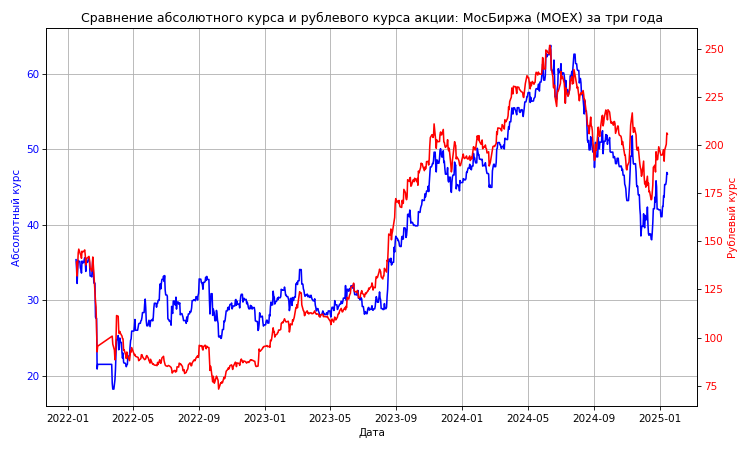 Сравнение абсолютного курса и рублевого курса акции: МосБиржа (MOEX) за три года
Абсолютный курс
60
50
40
30
20
250
225
200
175
150
125
100
75
Рублевый курс
2022-01 2022-05 2022-09 2023-01 2023-05 2023-09 2024-01 2024-05 2024-09 2025-01
Дата